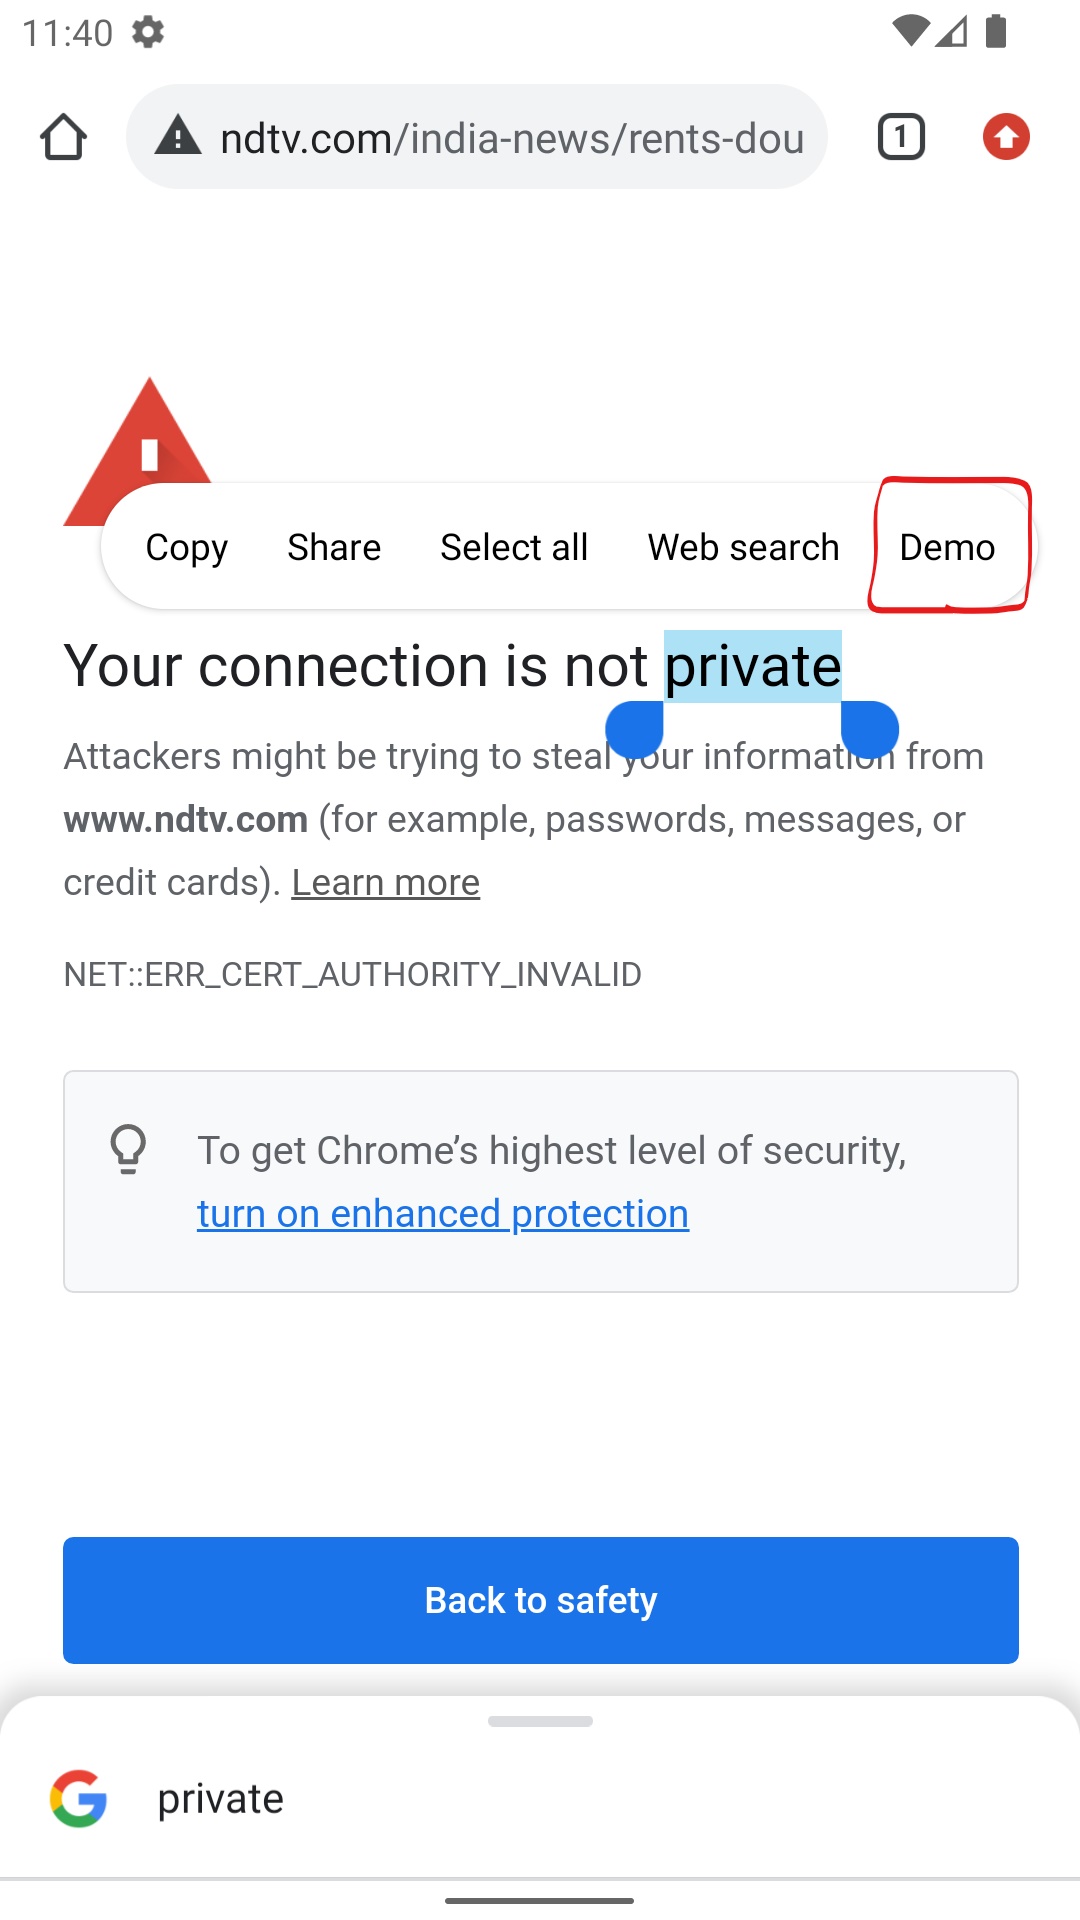 11:40
ndtv.com/india-news/rents-dou
1
Copy Share Select all Web search Demo
Your connection is not private
Attackers might be trying to steal your information from
www.ndtv.com (for example, passwords, messages, or
credit cards). Learn more
NET::ERR_CERT_AUTHORITY_INVALID
To get Chrome’s highest level of security,
turn on enhanced protection
Back to safety
private